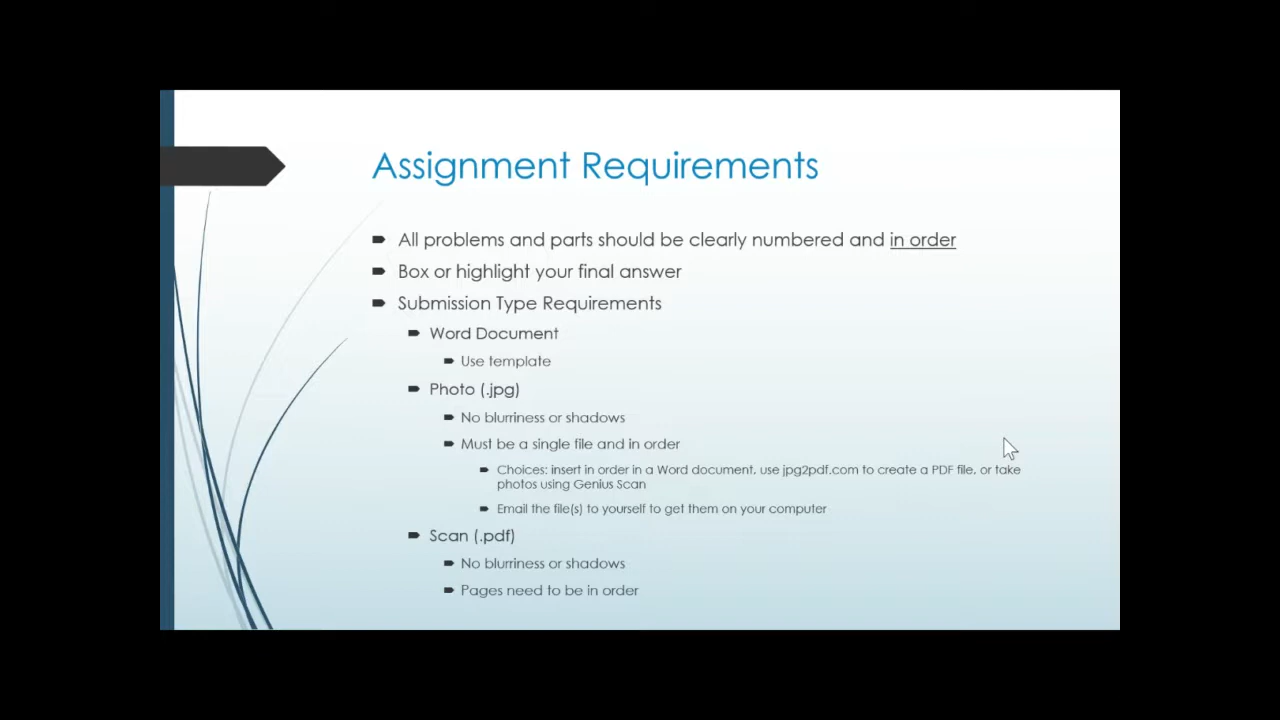 Assignment Requirements
All problems and parts should be clearly numbered and in order
Box or highlight your final answer
Submission Type Requirements
Word Document
Use template
Photo (.jpg)
No blurriness or shadows
Must be a single file and in order
Choices: insert in order in a Word document, use jpg2pdf.com to create a PDF file, or take
photos using Genius Scan
Email the file(s) to yourself to get them on your computer
Scan (.pdf)
No blurriness or shadows
Pages need to be in order